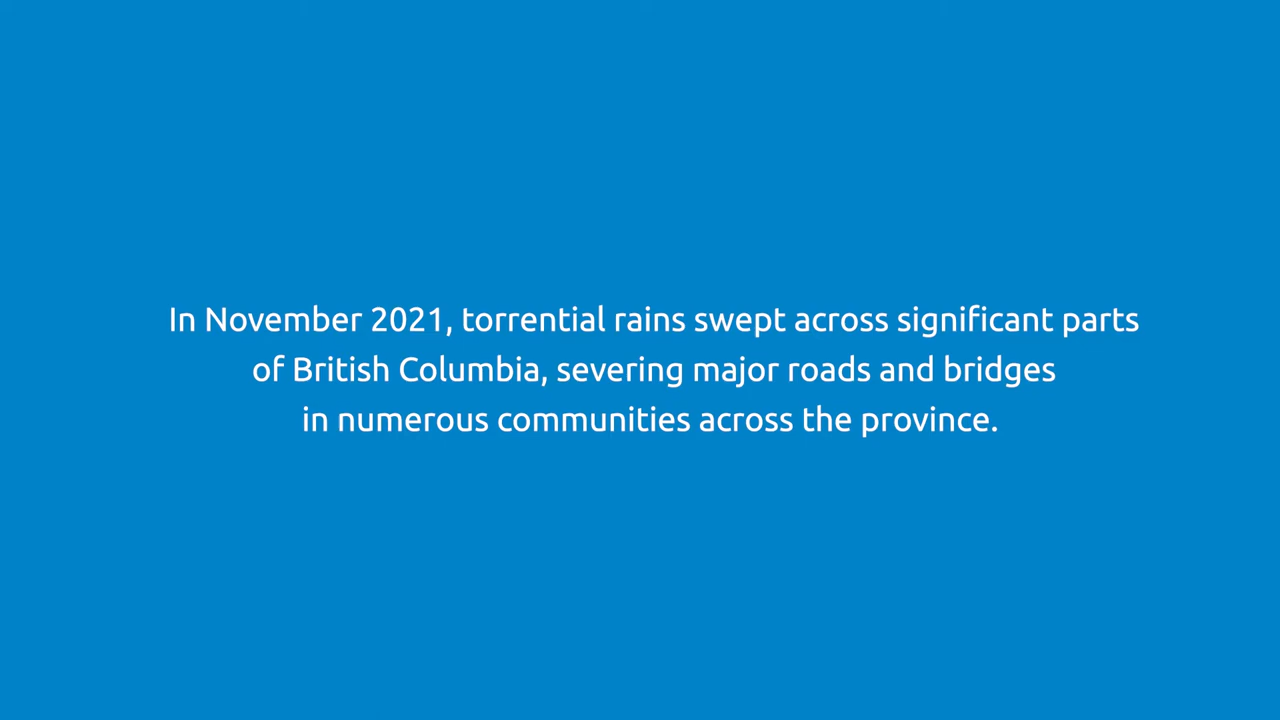 In November 2021, torrential rains swept across significant parts
of British Columbia, severing major roads and bridges
in numerous communities across the province.